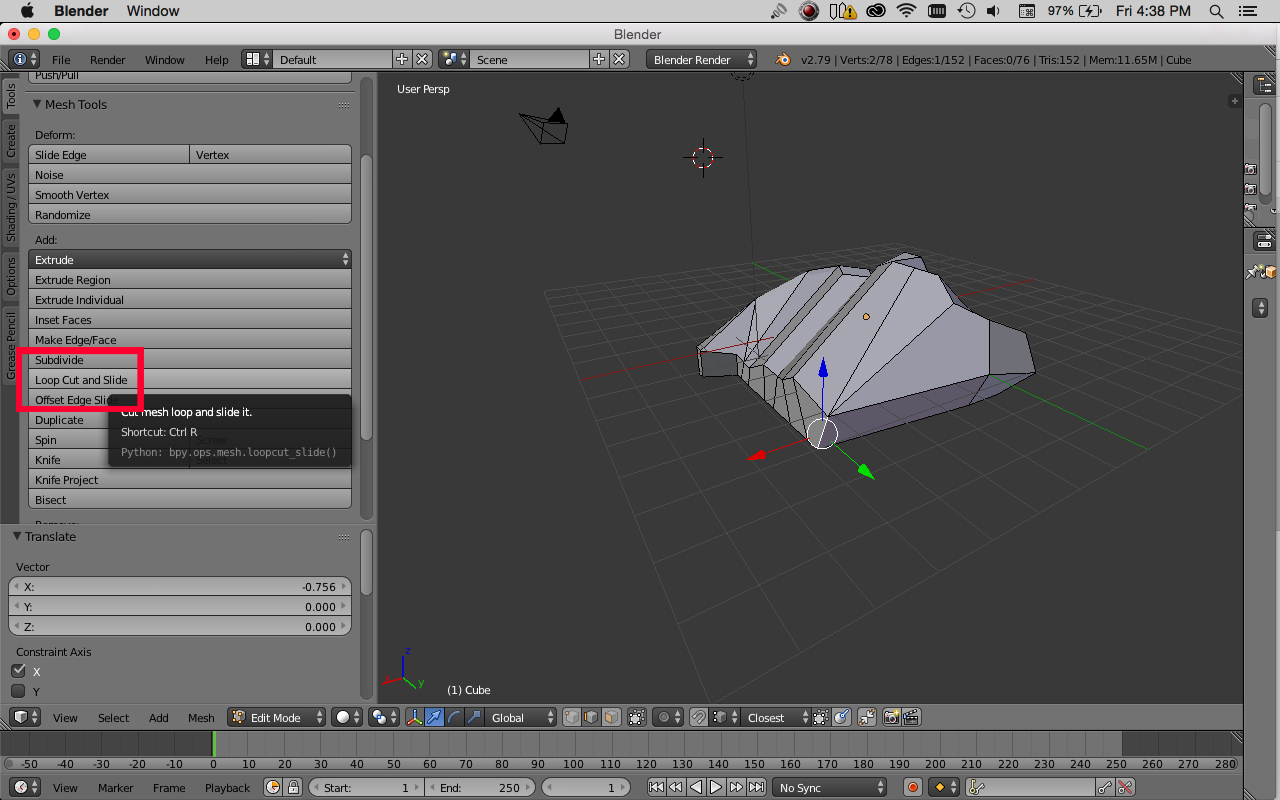 Blender Window 97% Fri 4:38 PM
Blender
File Render Window Help Default Scene Blender Render v2.79 | Verts:2/78 | Edges:1/152 | Faces:0/76 | Tris:152 | Mem:11.65M | Cube
Push/Pull
Mesh Tools
Deform:
Slide Edge Vertex
Noise
Smooth Vertex
Randomize
Add:
Extrude
Extrude Region
Extrude Individual
Inset Faces
Make Edge/Face
Subdivide
Loop Cut and Slide
Offset Edge Slide
Cut mesh loop and slide it.
Duplicate
Shortcut: Ctrl R
Spin Screw
Python: bpy.ops.mesh.loopcut_slide()
Knife Select
Knife Project
Bisect
Tools
Create
Shading / UVs
Options
Grease Pencil
Translate
Vector
X: -0.756
Y: 0.000
Z: 0.000
Constraint Axis
X
Y
User Persp
z
x
y
(1) Cube
View Select Add Mesh Edit Mode Global Closest
-50 -40 -30 -20 -10 0 10 20 30 40 50 60 70 80 90 100 110 120 130 140 150 160 170 180 190 200 210 220 230 240 250 260 270 280
View Marker Frame Playback Start: 1 End: 250 1 No Sync